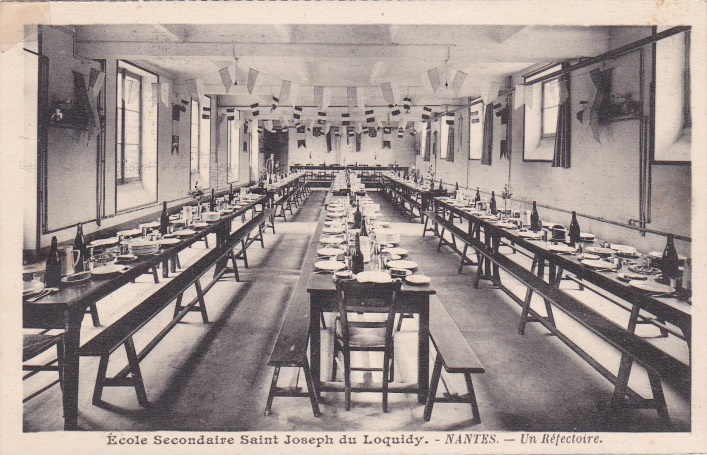 École Secondaire Saint Joseph du Loquidy. - NANTES. — Un Réfectoire.